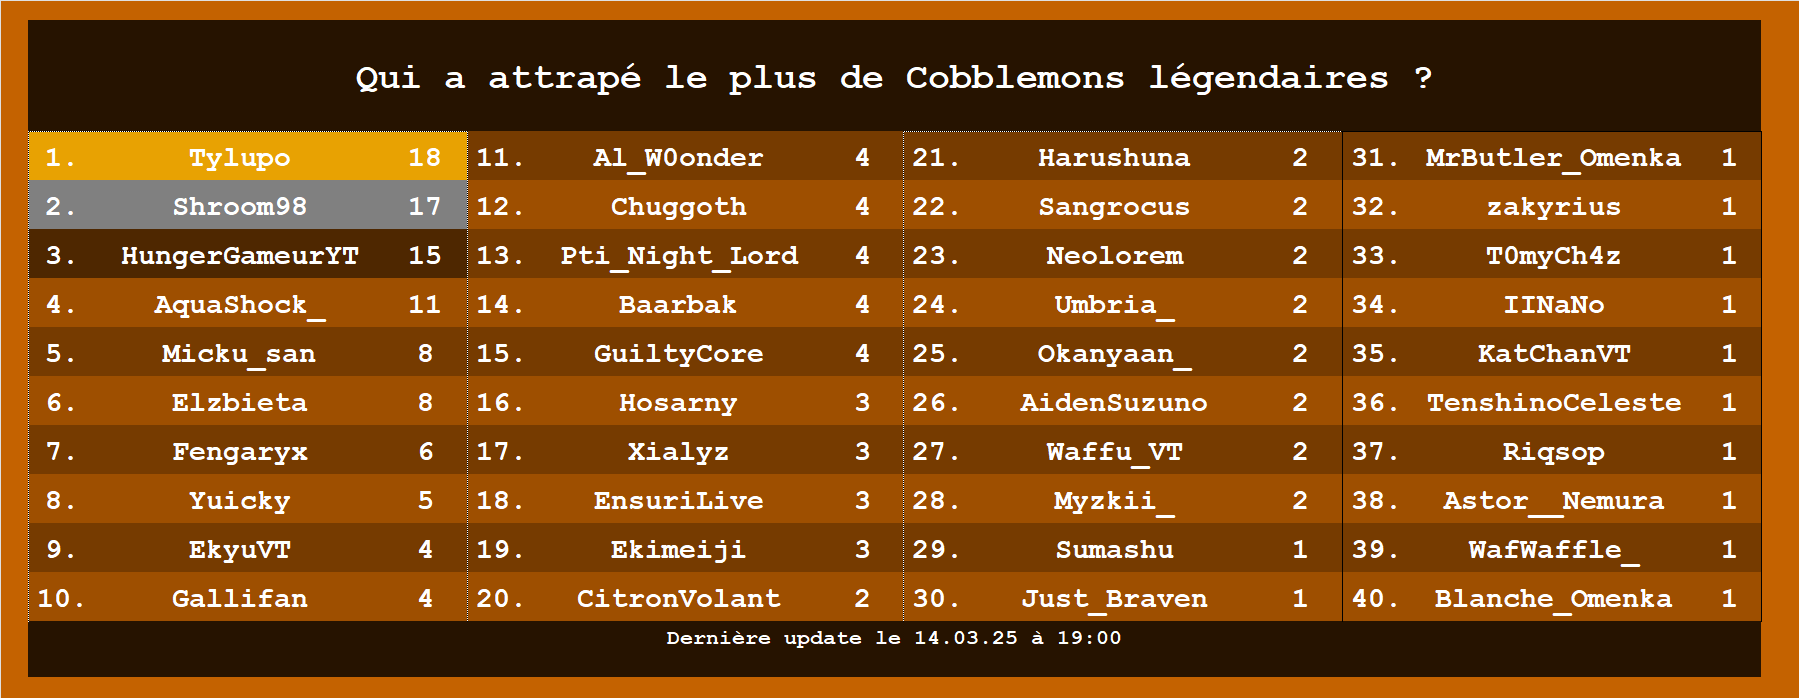 Qui a attrapé le plus de Cobblemons légendaires ?
1. Tylupo 18
2. Shroom98 17
3. HungerGameurYT 15
4. AquaShock_ 11
5. Micku_san 8
6. Elzbieta 8
7. Fengaryx 6
8. Yuicky 5
9. EkyuVT 4
10. Gallifan 4
11. Al_W0onder 4
12. Chuggoth 4
13. Pti_Night_Lord 4
14. Baarbak 4
15. GuiltyCore 4
16. Hosarny 3
17. Xialyz 3
18. EnsuriLive 3
19. Ekimeiji 3
20. CitronVolant 2
21. Harushuna 2
22. Sangrocus 2
23. Neolorem 2
24. Umbria_ 2
25. Okanyaan_ 2
26. AidenSuzuno 2
27. Waffu_VT 2
28. Myzkii_ 2
29. Sumashu 1
30. Just_Braven 1
31. MrButler_Omenka 1
32. zakyrius 1
33. T0myCh4z 1
34. IINaNo 1
35. KatChanVT 1
36. TenshinoCeleste 1
37. Riqsop 1
38. Astor__Nemura 1
39. WafWaffle_ 1
40. Blanche_Omenka 1
Dernière update le 14.03.25 à 19:00